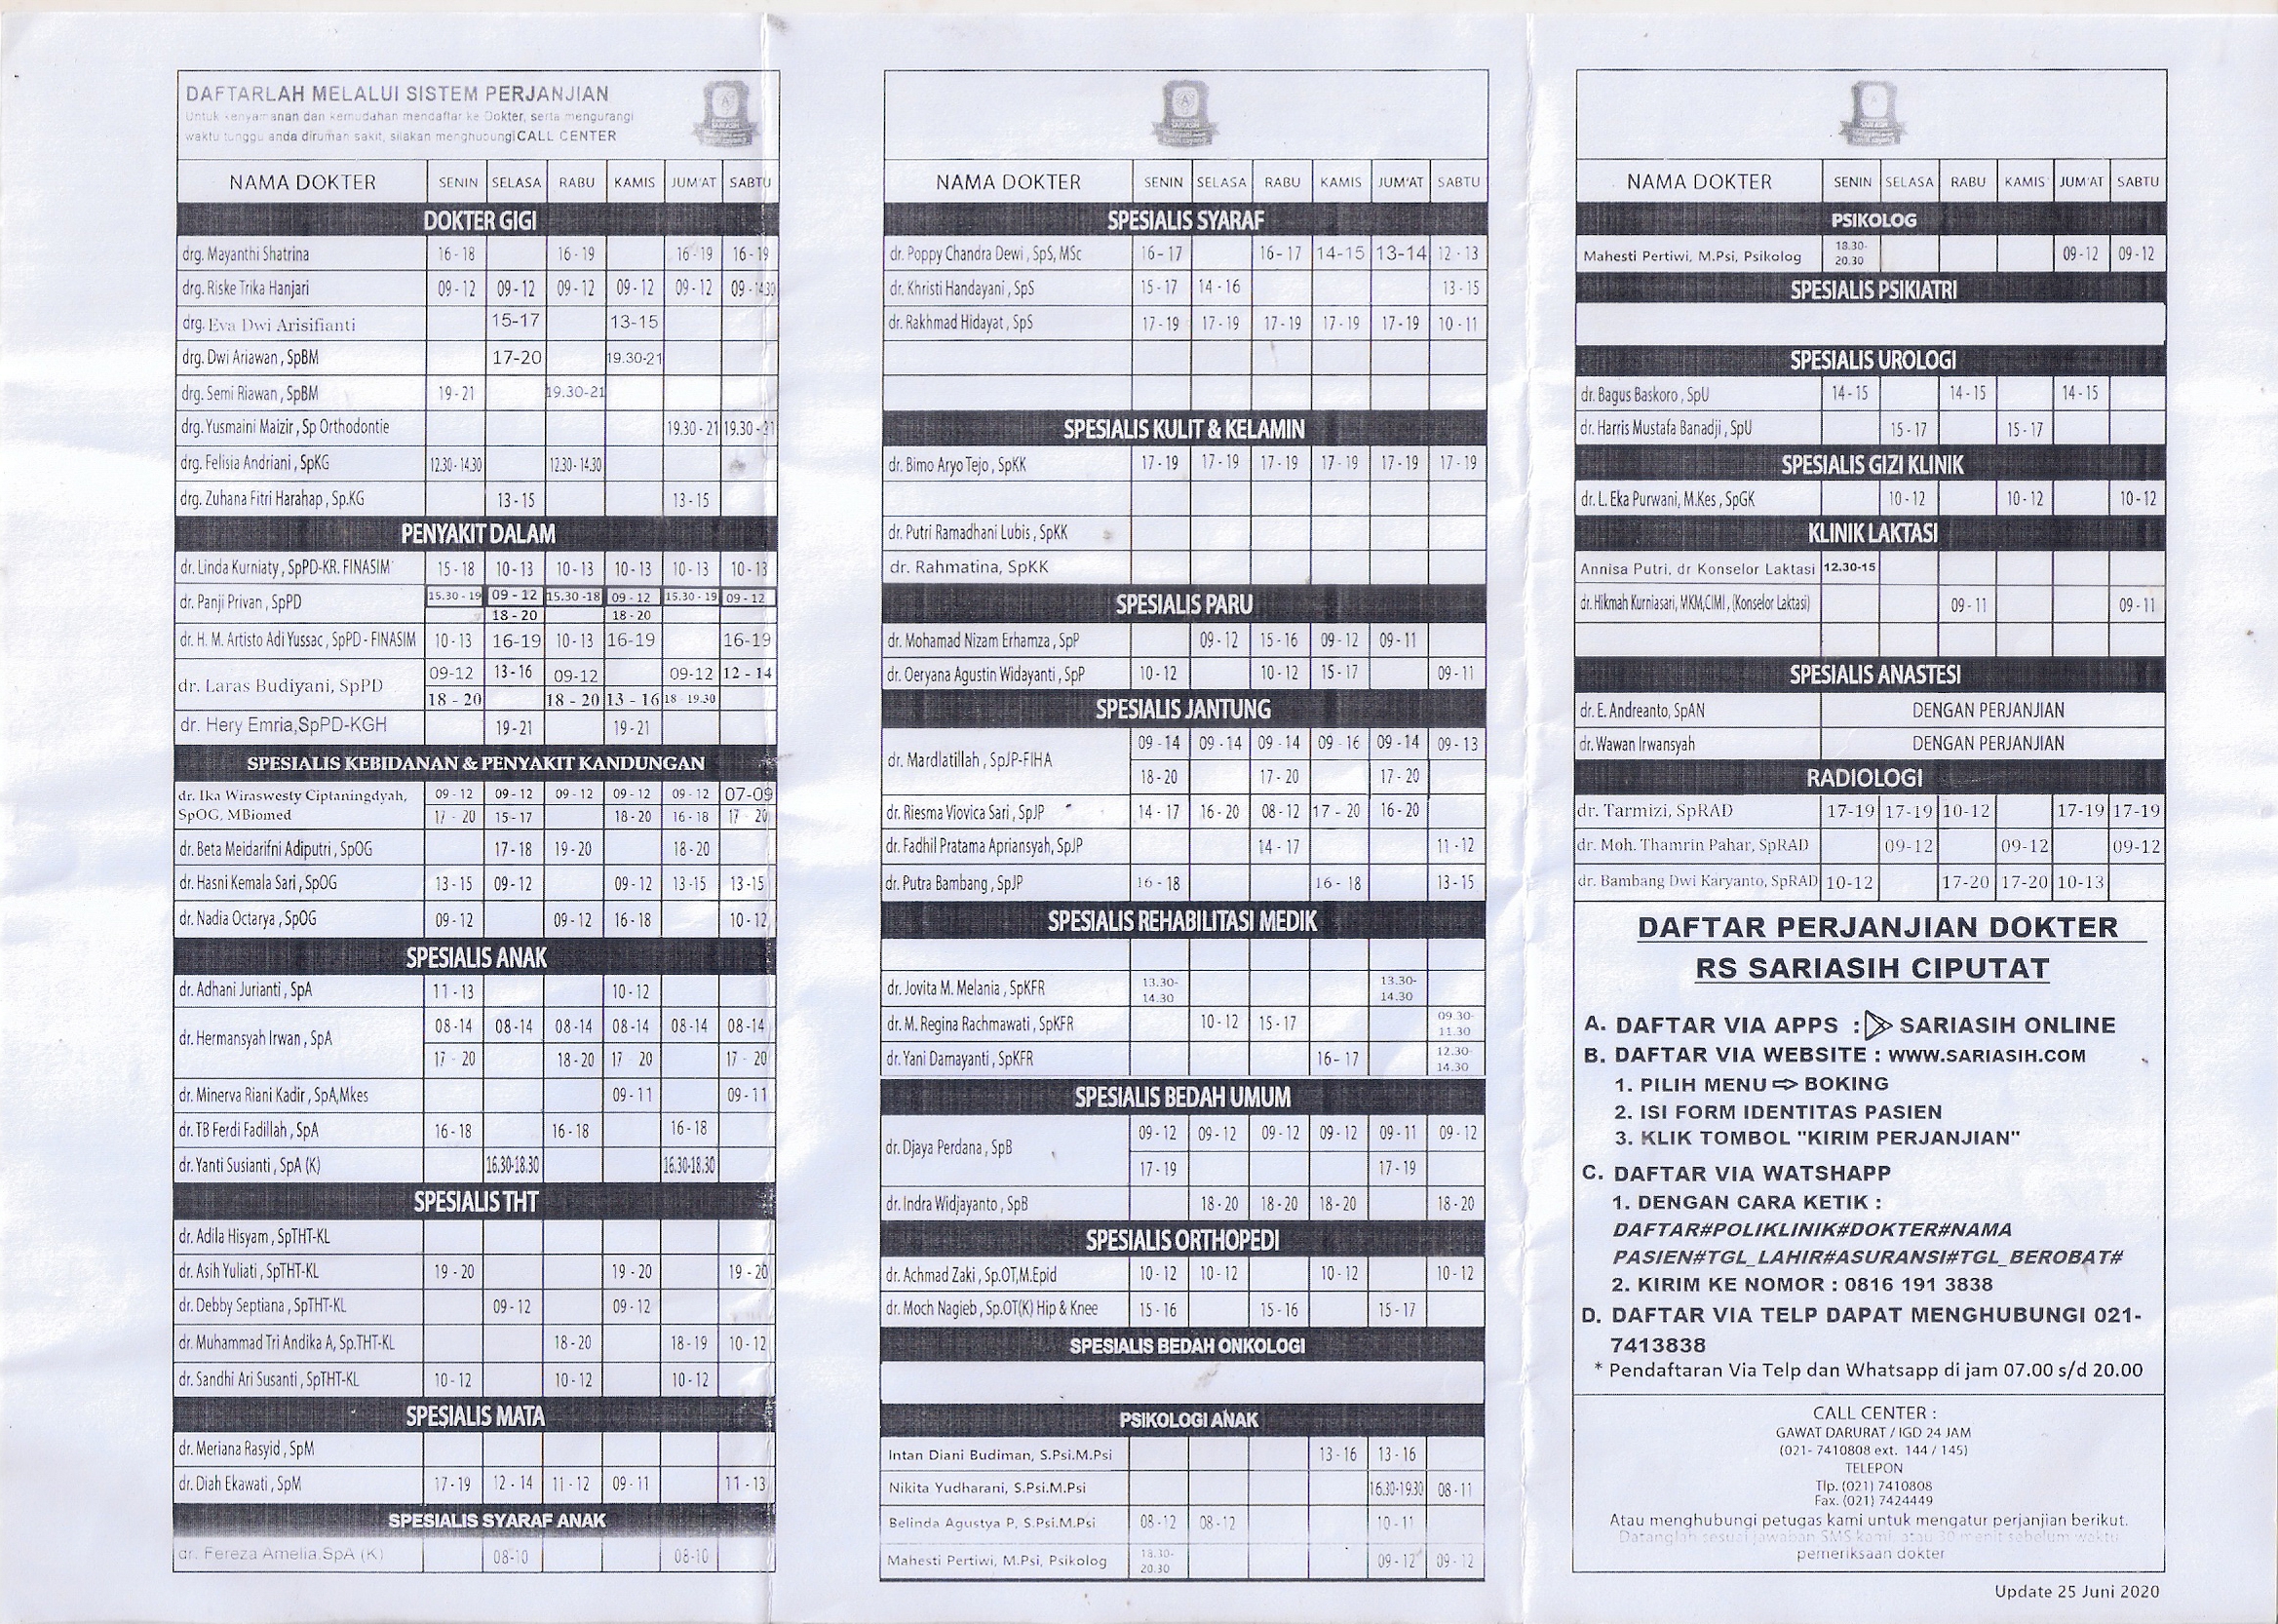 DAFTARLAH MELALUI SISTEM PERJANJIAN
Untuk kenyamanan dan kemudahan mendaftar ke Dokter, serta mengurangi
waktu tunggu anda dirumah sakit, silakan menghubungi CALL CENTER
NAMA DOKTER SENIN SELASA RABU KAMIS JUM'AT SABTU
DOKTER GIGI
drg. Mayanthi Shatrina 16 - 18 16 - 19 16 - 19 16 - 19
drg. Riske Trika Hanjari 09 - 12 09 - 12 09 - 12 09 - 12 09 - 12 09 - 14.30
drg. Eva Dwi Arisifianti 15-17 13-15
drg. Dwi Ariawan , SpBM 17-20 19.30-21
drg. Semi Riawan , SpBM 19 - 21 19.30-21
drg. Yusmaini Maizir , Sp Orthodontie 19.30 - 21 19.30 - 21
drg. Felisia Andriani , SpKG 12.30 - 14.30 12.30 - 14.30
drg. Zuhana Fitri Harahap , Sp.KG 13 - 15 13 - 15
PENYAKIT DALAM
dr. Linda Kurniaty , SpPD-KR. FINASIM 15 - 18 10 - 13 10 - 13 10 - 13 10 - 13 10 - 13
dr. Panji Privan , SpPD 15.30 - 19 09 - 12 15.30 -18 09 - 12 15.30 - 19 09 - 12
18 - 20 18 - 20
dr. H. M. Artisto Adi Yussac , SpPD - FINASIM 10 - 13 16-19 10 - 13 16-19 16-19
dr. Laras Budiyani, SpPD 09-12 13-16 09-12 09-12 12 - 14
18 - 20 18 - 20 13 - 16 18 - 19.30
dr. Hery Emria,SpPD-KGH 19-21 19-21
SPESIALIS KEBIDANAN & PENYAKIT KANDUNGAN
dr. Ika Wiraswesty Ciptaningdyah, 09 - 12 09 - 12 09 - 12 09 - 12 09 - 12 07-09
SpOG, MBiomed 17 - 20 15 - 17 18-20 16 - 18 17 - 20
dr. Beta Meidarifni Adiputri , SpOG 17 - 18 19 - 20 18 - 20
dr. Hasni Kemala Sari , SpOG 13 - 15 09 - 12 09 - 12 13 -15 13 -15
dr. Nadia Octarya , SpOG 09 - 12 09 - 12 16 - 18 10 - 12
SPESIALIS ANAK
dr. Adhani Jurianti , SpA 11 - 13 10 - 12
dr. Hermansyah Irwan , SpA 08-14 08-14 08-14 08-14 08-14 08-14
17 - 20 18 - 20 17 20 17 - 20
dr. Minerva Riani Kadir , SpA,Mkes 09 - 11 09 - 11
dr. TB Ferdi Fadillah , SpA 16 - 18 16 - 18 16 - 18
dr. Yanti Susianti , SpA (K) 16.30-18.30 16.30-18.30
SPESIALIS THT
dr. Adila Hisyam , SpTHT-KL
dr. Asih Yuliati , SpTHT-KL 19 - 20 19 - 20 19 - 20
dr. Debby Septiana , SpTHT-KL 09 - 12 09 - 12
dr. Muhammad Tri Andika A, Sp.THT-KL 18 - 20 18 - 19 10 - 12
dr. Sandhi Ari Susanti , SpTHT-KL 10 - 12 10 - 12 10 - 12
SPESIALIS MATA
dr. Meriana Rasyid , SpM
dr. Diah Ekawati , SpM 17 - 19 12 - 14 11 - 12 09 - 11 11 - 13
SPESIALIS SYARAF ANAK
dr. Fereza Amelia,SpA (K) 08-10 08-10
NAMA DOKTER SENIN SELASA RABU KAMIS JUM'AT SABTU
SPESIALIS SYARAF
dr. Poppy Chandra Dewi , SpS, MSc 16 - 17 16 - 17 14-15 13-14 12 - 13
dr. Khristi Handayani , SpS 15 - 17 14 - 16 13 - 15
dr. Rakhmad Hidayat , SpS 17 - 19 17 - 19 17 - 19 17 - 19 17 - 19 10 - 11
SPESIALIS KULIT & KELAMIN
dr. Bimo Aryo Tejo , SpKK 17 - 19 17 - 19 17 - 19 17 - 19 17 - 19 17 - 19
dr. Putri Ramadhani Lubis , SpKK
dr. Rahmatina, SpKK
SPESIALIS PARU
dr. Mohamad Nizam Erhamza , SpP 09 - 12 15 - 16 09 - 12 09 - 11
dr. Oeryana Agustin Widayanti , SpP 10 - 12 10 - 12 15 - 17 09 - 11
SPESIALIS JANTUNG
dr. Mardlatillah , SpJP-FIHA 09 - 14 09 - 14 09 - 14 09 - 16 09 - 14 09 - 13
18-20 17 - 20 17 - 20
dr. Riesma Viovica Sari , SpJP 14 - 17 16 - 20 08 - 12 17 - 20 16 - 20
dr. Fadhil Pratama Apriansyah, SpJP 14 - 17 11 - 12
dr. Putra Bambang , SpJP 16 - 18 16 - 18 13 - 15
SPESIALIS REHABILITASI MEDIK
dr. Jovita M. Melania , SpKFR 13.30-14.30 13.30-14.30
dr. M. Regina Rachmawati , SpKFR 10 - 12 15 - 17 09.30-11.30
dr. Yani Damayanti , SpKFR 16- 17 12.30-14.30
SPESIALIS BEDAH UMUM
dr. Djaya Perdana , SpB 09 - 12 09 - 12 09 - 12 09 - 12 09 - 11 09 - 12
17 - 19 17 - 19
dr. Indra Widjayanto , SpB 18 - 20 18 - 20 18 - 20 18 - 20
SPESIALIS ORTHOPEDI
dr. Achmad Zaki , Sp.OT,M.Epid 10 - 12 10 - 12 10 - 12 10 - 12
dr. Moch Nagieb , Sp.OT(K) Hip & Knee 15 - 16 15 - 16 15 - 17
SPESIALIS BEDAH ONKOLOGI
PSIKOLOGI ANAK
Intan Diani Budiman, S.Psi.M.Psi 13 - 16 13 - 16
Nikita Yudharani, S.Psi.M.Psi 16.30-19.30 08 - 11
Belinda Agustya P, S.Psi.M.Psi 08 -12 08 -12 10 - 11
Mahesti Pertiwi, M.Psi, Psikolog 18.30-20.30 09 - 12 09 - 12
NAMA DOKTER SENIN SELASA RABU KAMIS JUM'AT SABTU
PSIKOLOG
Mahesti Pertiwi, M.Psi, Psikolog 18.30-20.30 09 -12 09 -12
SPESIALIS PSIKIATRI
SPESIALIS UROLOGI
dr. Bagus Baskoro , SpU 14 - 15 14 - 15 14 - 15
dr. Harris Mustafa Banadji , SpU 15 - 17 15 - 17
SPESIALIS GIZI KLINIK
dr. L. Eka Purwani, M.Kes , SpGK 10 - 12 10 - 12 10 - 12
KLINIK LAKTASI
Annisa Putri, dr Konselor Laktasi 12.30-15
dr. Hikmah Kurniasari, MKM,CIMI , (Konselor Laktasi) 09 - 11 09 - 11
SPESIALIS ANASTESI
dr. E. Andreanto, SpAN DENGAN PERJANJIAN
dr. Wawan Irwansyah DENGAN PERJANJIAN
RADIOLOGI
dr. Tarmizi, SpRAD 17-19 17-19 10-12 17-19 17-19
dr. Moh. Thamrin Pahar, SpRAD 09-12 09-12 09-12
dr. Bambang Dwi Karyanto, SpRAD 10-12 17-20 17-20 10-13
DAFTAR PERJANJIAN DOKTER
RS SARIASIH CIPUTAT
A. DAFTAR VIA APPS : SARIASIH ONLINE
B. DAFTAR VIA WEBSITE : WWW.SARIASIH.COM
1. PILIH MENU ⇨ BOKING
2. ISI FORM IDENTITAS PASIEN
3. KLIK TOMBOL "KIRIM PERJANJIAN"
C. DAFTAR VIA WATSHAPP
1. DENGAN CARA KETIK :
DAFTAR#POLIKLINIK#DOKTER#NAMA
PASIEN#TGL_LAHIR#ASURANSI#TGL_BEROBAT#
2. KIRIM KE NOMOR : 0816 191 3838
D. DAFTAR VIA TELP DAPAT MENGHUBUNGI 021-
7413838
* Pendaftaran Via Telp dan Whatsapp di jam 07.00 s/d 20.00
CALL CENTER :
GAWAT DARURAT / IGD 24 JAM
(021- 7410808 ext. 144 / 145)
TELEPON
Tlp. (021) 7410808
Fax. (021) 7424449
Atau menghubungi petugas kami untuk mengatur perjanjian berikut.
Datanglah sesuai jawaban SMS kami atau 30 menit sebelum waktu
pemeriksaan dokter
Update 25 Juni 2020